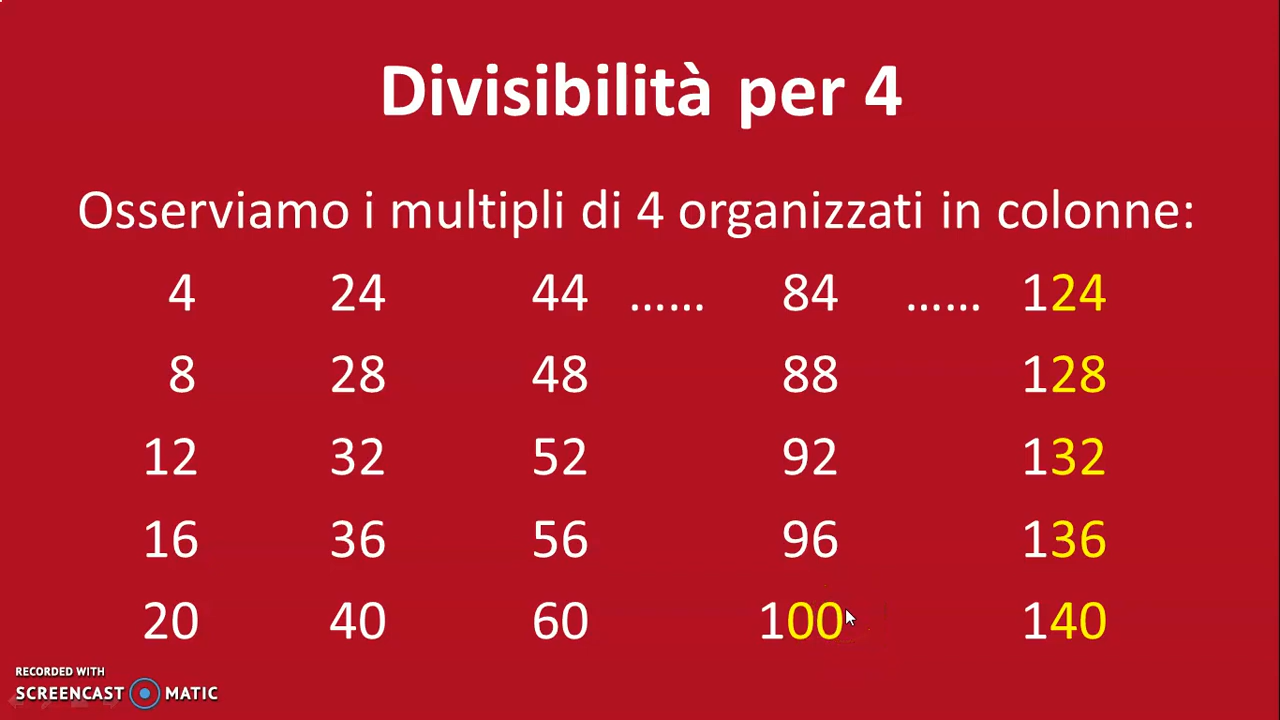 Divisibilità per 4
Osserviamo i multipli di 4 organizzati in colonne:
4 24 44 ...... 84 ...... 124
8 28 48 88 128
12 32 52 92 132
16 36 56 96 136
20 40 60 100 140
RECORDED WITH
SCREENCAST MATIC